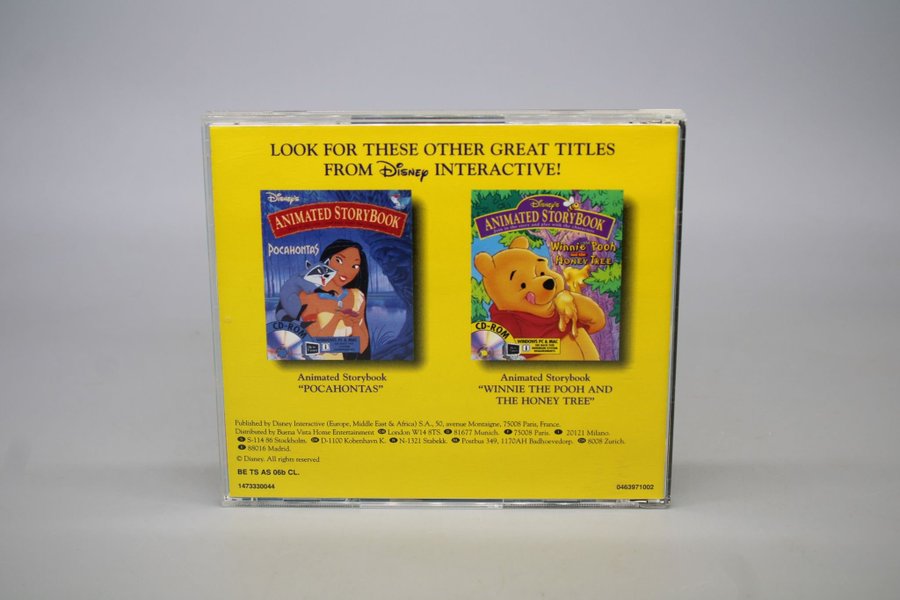 LOOK FOR THESE OTHER GREAT TITLES
FROM Disney INTERACTIVE!
Disney's
ANIMATED STORYBOOK
POCAHONTAS
CD-ROM
Animated Storybook
"POCAHONTAS"
Disney's
ANIMATED STORYBOOK
Winnie the Pooh
AND THE
HONEY TREE
CD-ROM
WINDOWS PC & MAC
Animated Storybook
"WINNIE THE POOH AND
THE HONEY TREE"
Published by Disney Interactive (Europe, Middle East & Africa) S.A., 50, avenue Montaigne, 75008 Paris, France.
Distributed by Buena Vista Home Entertainment London W14 8TS. 81677 Munich. 75008 Paris. 20121 Milano.
S-114 86 Stockholm. D-1100 Kobenhavn K. N-1321 Stabekk. Postbus 349, 1170AH Badhoevedorp. 8008 Zurich.
88016 Madrid.
© Disney. All rights reserved
BE TS AS 06b CL.
1473330044
0463971002